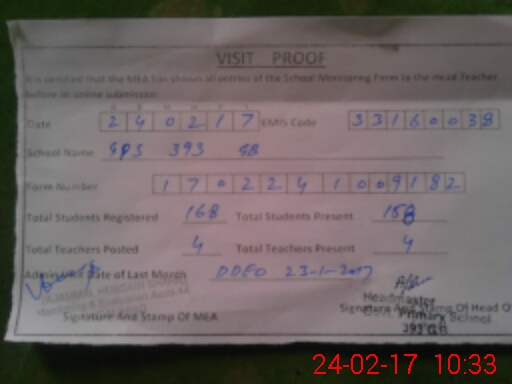 VISIT PROOF
It is certified that the MEA has shown all entries of the School Monitoring Form to the Head Teacher
before its online submission
Date 2 4 0 2 1 7 EMIS Code 3 3 1 6 0 0 3 8
School Name GPS 393 GB
Form Number 1 7 0 2 2 4 1 0 0 9 1 8 2
Total Students Registered 168 Total Students Present 158
Total Teachers Posted 4 Total Teachers Present 4
Date of Last Month DDEO 23-1-2017
Monitoring & Evaluation
Headmaster
Signature And Stamp Of MEA
Signature And Stamp Of Head
Primary School
393 G.B
24-02-17 10:33